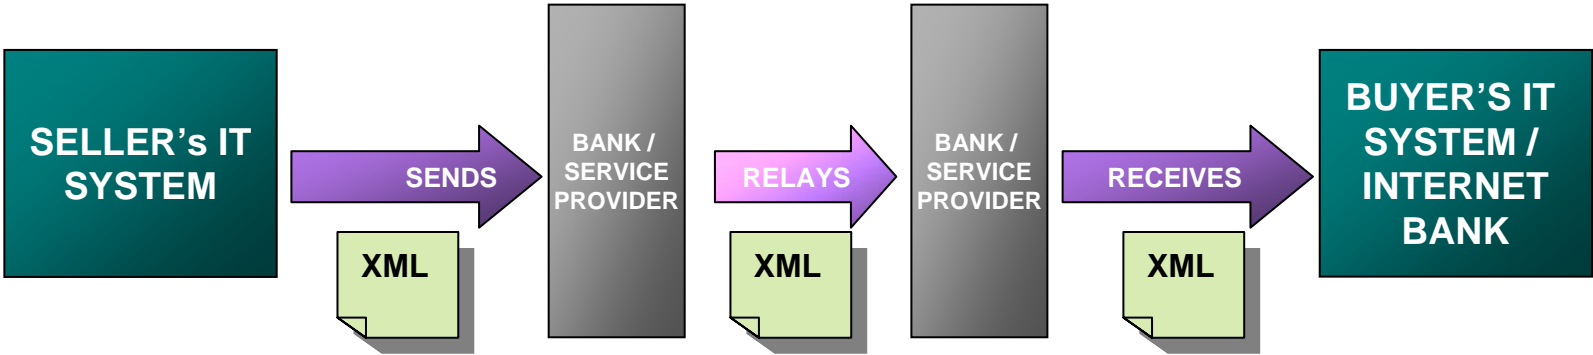 SELLER's IT
SYSTEM
SENDS
XML
BANK /
SERVICE
PROVIDER
RELAYS
XML
BANK /
SERVICE
PROVIDER
RECEIVES
XML
BUYER'S IT
SYSTEM /
INTERNET
BANK